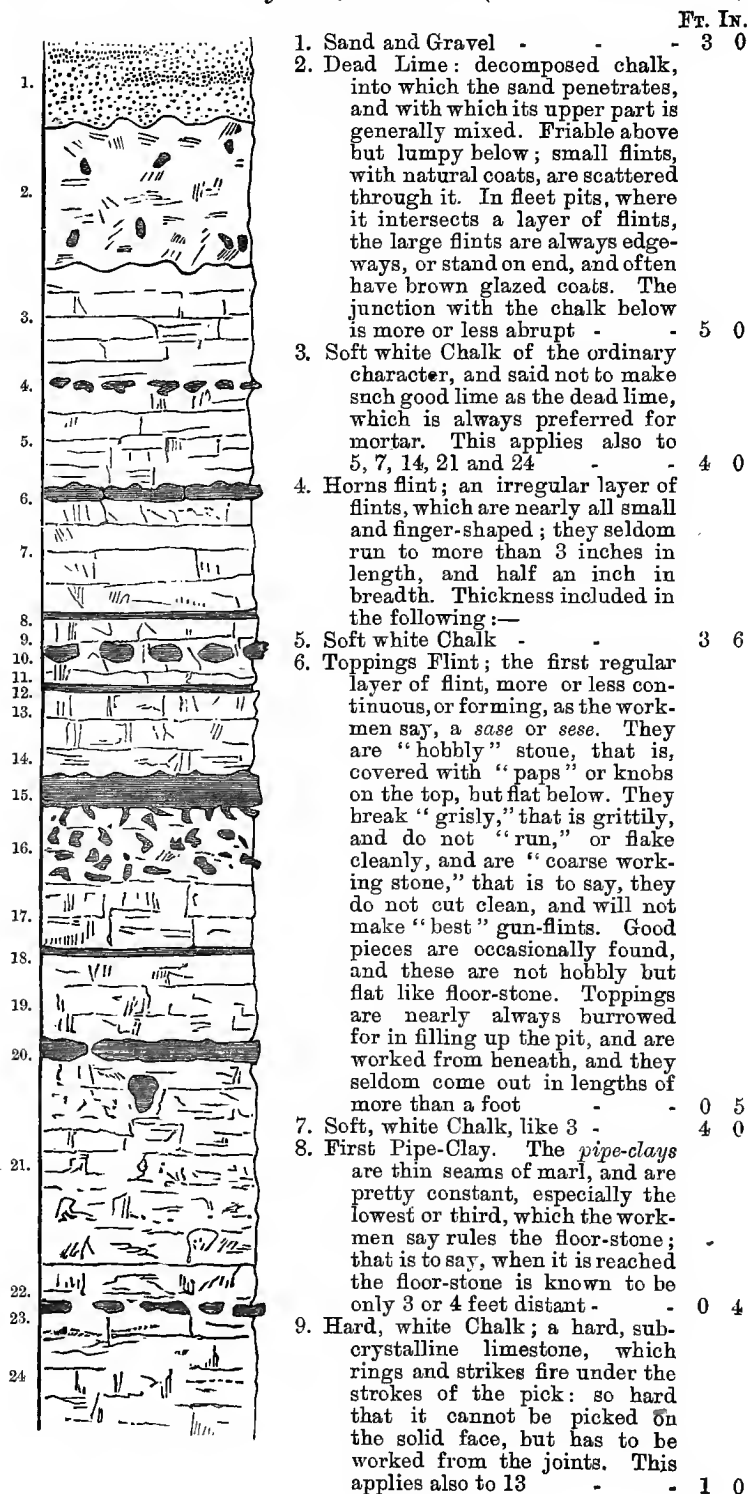 Ft. In.
1. Sand and Gravel - - - 3 0
2. Dead Lime: decomposed chalk,
into which the sand penetrates,
and with which its upper part is
generally mixed. Friable above
but lumpy below; small flints,
with natural coats, are scattered
through it. In fleet pits, where
it intersects a layer of flints,
the large flints are always edge-
ways, or stand on end, and often
have brown glazed coats. The
junction with the chalk below
is more or less abrupt - - 5 0
3. Soft white Chalk of the ordinary
character, and said not to make
such good lime as the dead lime,
which is always preferred for
mortar. This applies also to
5, 7, 14, 21 and 24 - - 4 0
4. Horns flint; an irregular layer of
flints, which are nearly all small
and finger-shaped; they seldom
run to more than 3 inches in
length, and half an inch in
breadth. Thickness included in
the following:—
5. Soft white Chalk - - 3 6
6. Toppings Flint; the first regular
layer of flint, more or less con-
tinuous, or forming, as the work-
men say, a sase or sese. They
are "hobbly" stone, that is,
covered with "paps" or knobs
on the top, but flat below. They
break "grisly," that is grittily,
and do not "run," or flake
cleanly, and are "coarse work-
ing stone," that is to say, they
do not cut clean, and will not
make "best" gun-flints. Good
pieces are occasionally found,
and these are not hobbly but
flat like floor-stone. Toppings
are nearly always burrowed
for in filling up the pit, and are
worked from beneath, and they
seldom come out in lengths of
more than a foot - - 0 5
7. Soft, white Chalk, like 3 - 4 0
8. First Pipe-Clay. The pipe-clays
are thin seams of marl, and are
pretty constant, especially the
lowest or third, which the work-
men say rules the floor-stone;
that is to say, when it is reached
the floor-stone is known to be
only 3 or 4 feet distant - - 0 4
9. Hard, white Chalk; a hard, sub-
crystalline limestone, which
rings and strikes fire under the
strokes of the pick: so hard
that it cannot be picked on
the solid face, but has to be
worked from the joints. This
applies also to 13 - - 1 0
1.
2.
3.
4.
5.
6.
7.
8.
9.
10.
11.
12.
13.
14.
15.
16.
17.
18.
19.
20.
21.
22.
23.
24